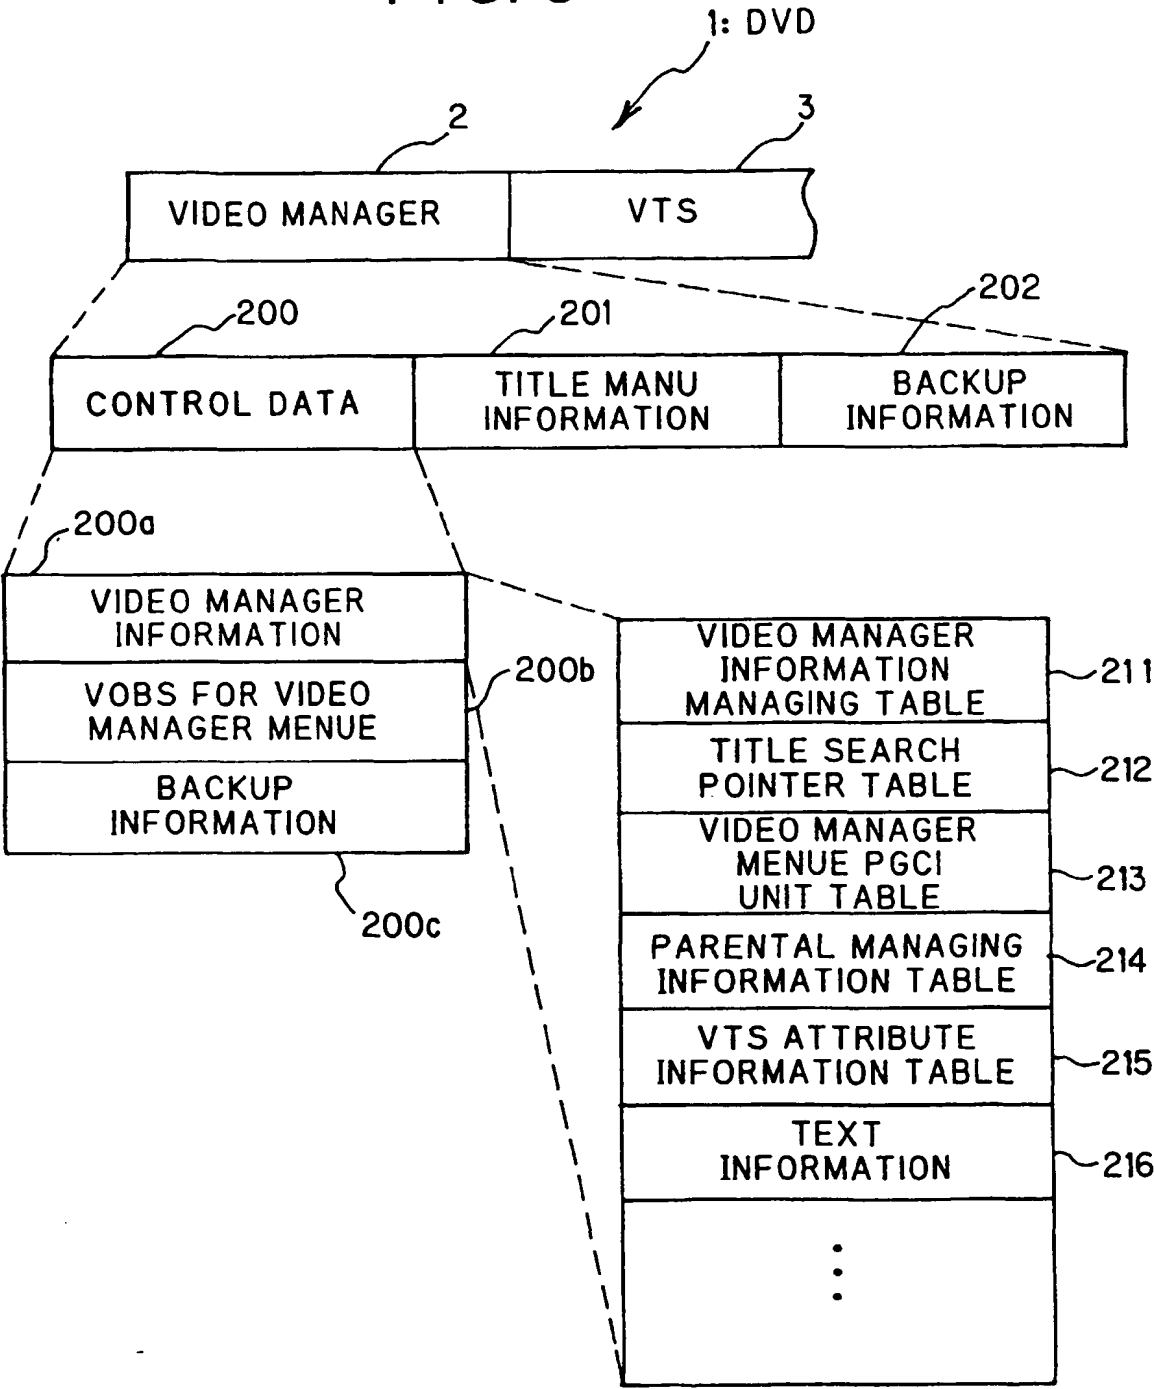 1: DVD
2
3
VIDEO MANAGER
VTS
200
201
202
CONTROL DATA
TITLE MANU
INFORMATION
BACKUP
INFORMATION
200a
VIDEO MANAGER
INFORMATION
200b
VOBS FOR VIDEO
MANAGER MENUE
BACKUP
INFORMATION
200c
VIDEO MANAGER
INFORMATION
MANAGING TABLE
211
TITLE SEARCH
POINTER TABLE
212
VIDEO MANAGER
MENUE PGCI
UNIT TABLE
213
PARENTAL MANAGING
INFORMATION TABLE
214
VTS ATTRIBUTE
INFORMATION TABLE
215
TEXT
INFORMATION
216